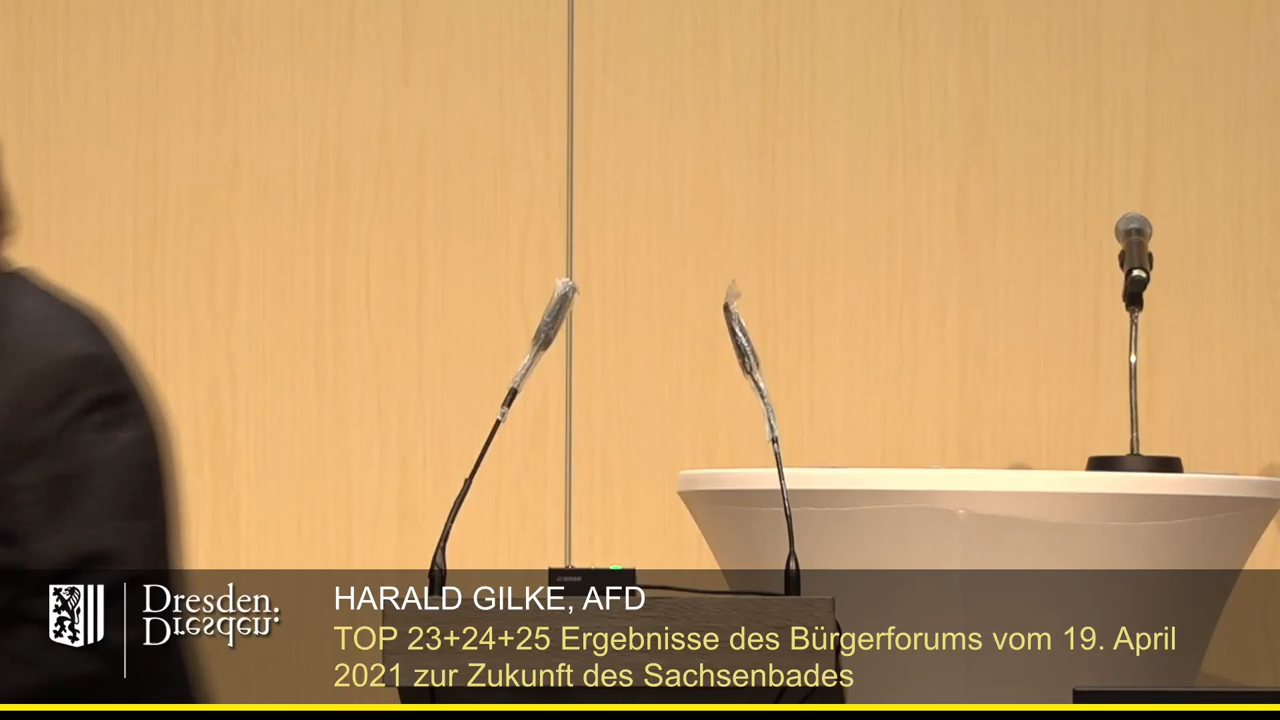 HARALD GILKE, AFD
Dresden.
Dresden.
TOP 23+24+25 Ergebnisse des Bürgerforums vom 19. April
2021 zur Zukunft des Sachsenbades